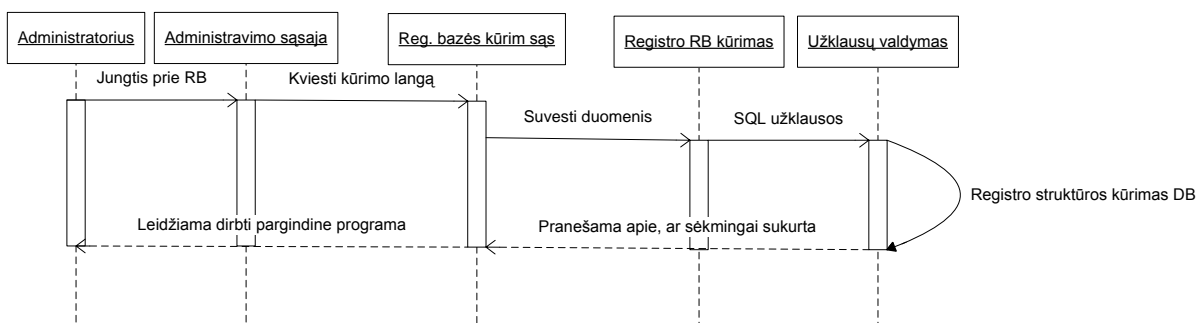 Administratorius
Administravimo sąsaja
Reg. bazės kūrim sąs
Registro RB kūrimas
Užklausų valdymas
Jungtis prie RB
Kviesti kūrimo langą
Suvesti duomenis
SQL užklausos
Registro struktūros kūrimas DB
Leidžiama dirbti pargindine programa
Pranešama apie, ar sėkmingai sukurta